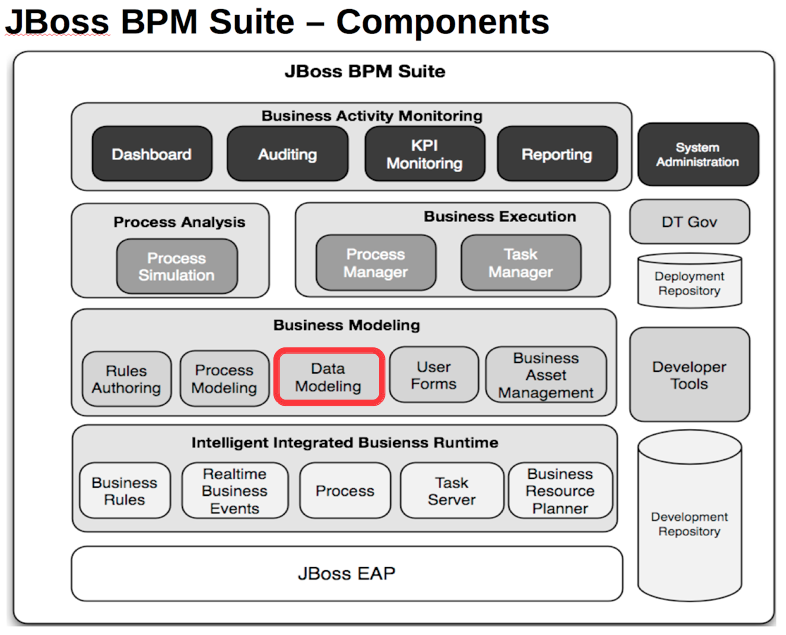 JBoss BPM Suite – Components
JBoss BPM Suite
Business Activity Monitoring
Dashboard
Auditing
KPI
Monitoring
Reporting
System
Administration
Process Analysis
Process
Simulation
Business Execution
Process
Manager
Task
Manager
DT Gov
Deployment
Repository
Business Modeling
Rules
Authoring
Process
Modeling
Data
Modeling
User
Forms
Business
Asset
Management
Developer
Tools
Intelligent Integrated Busienss Runtime
Business
Rules
Realtime
Business
Events
Process
Task
Server
Business
Resource
Planner
Development
Repository
JBoss EAP